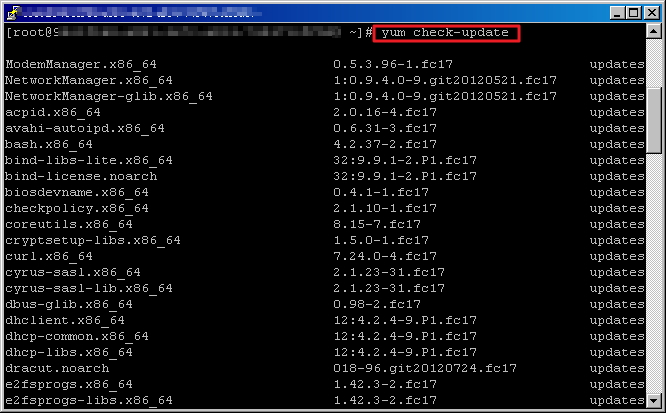 [root@9 ~]# yum check-update
ModemManager.x86_64 0.5.3.96-1.fc17 updates
NetworkManager.x86_64 1:0.9.4.0-9.git20120521.fc17 updates
NetworkManager-glib.x86_64 1:0.9.4.0-9.git20120521.fc17 updates
acpid.x86_64 2.0.16-4.fc17 updates
avahi-autoipd.x86_64 0.6.31-3.fc17 updates
bash.x86_64 4.2.37-2.fc17 updates
bind-libs-lite.x86_64 32:9.9.1-2.P1.fc17 updates
bind-license.noarch 32:9.9.1-2.P1.fc17 updates
biosdevname.x86_64 0.4.1-1.fc17 updates
checkpolicy.x86_64 2.1.10-1.fc17 updates
coreutils.x86_64 8.15-7.fc17 updates
cryptsetup-libs.x86_64 1.5.0-1.fc17 updates
curl.x86_64 7.24.0-4.fc17 updates
cyrus-sasl.x86_64 2.1.23-31.fc17 updates
cyrus-sasl-lib.x86_64 2.1.23-31.fc17 updates
dbus-glib.x86_64 0.98-2.fc17 updates
dhclient.x86_64 12:4.2.4-9.P1.fc17 updates
dhcp-common.x86_64 12:4.2.4-9.P1.fc17 updates
dhcp-libs.x86_64 12:4.2.4-9.P1.fc17 updates
dracut.noarch 018-96.git20120724.fc17 updates
e2fsprogs.x86_64 1.42.3-2.fc17 updates
e2fsprogs-libs.x86_64 1.42.3-2.fc17 updates